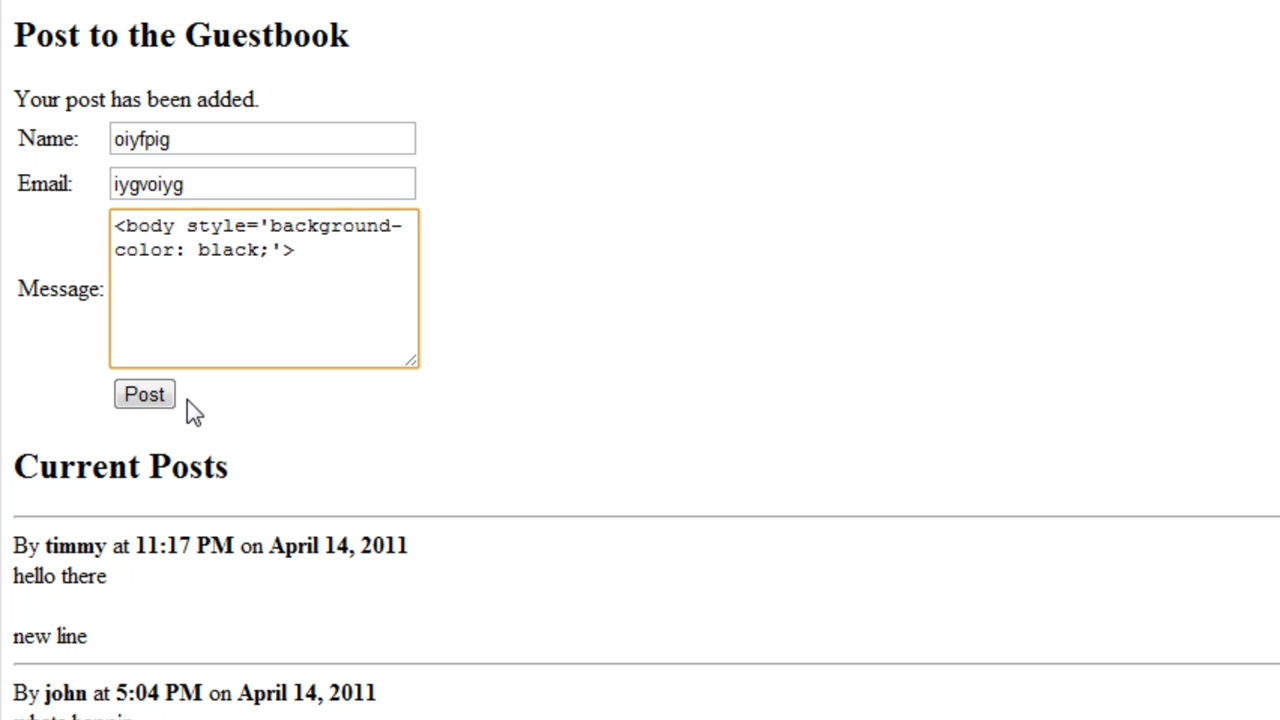 Post to the Guestbook
Your post has been added.
Name: oiyfpig
Email: iygvoiyg
<body style='background-
color: black;'>
Message:
Post
Current Posts
By timmy at 11:17 PM on April 14, 2011
hello there
new line
By john at 5:04 PM on April 14, 2011